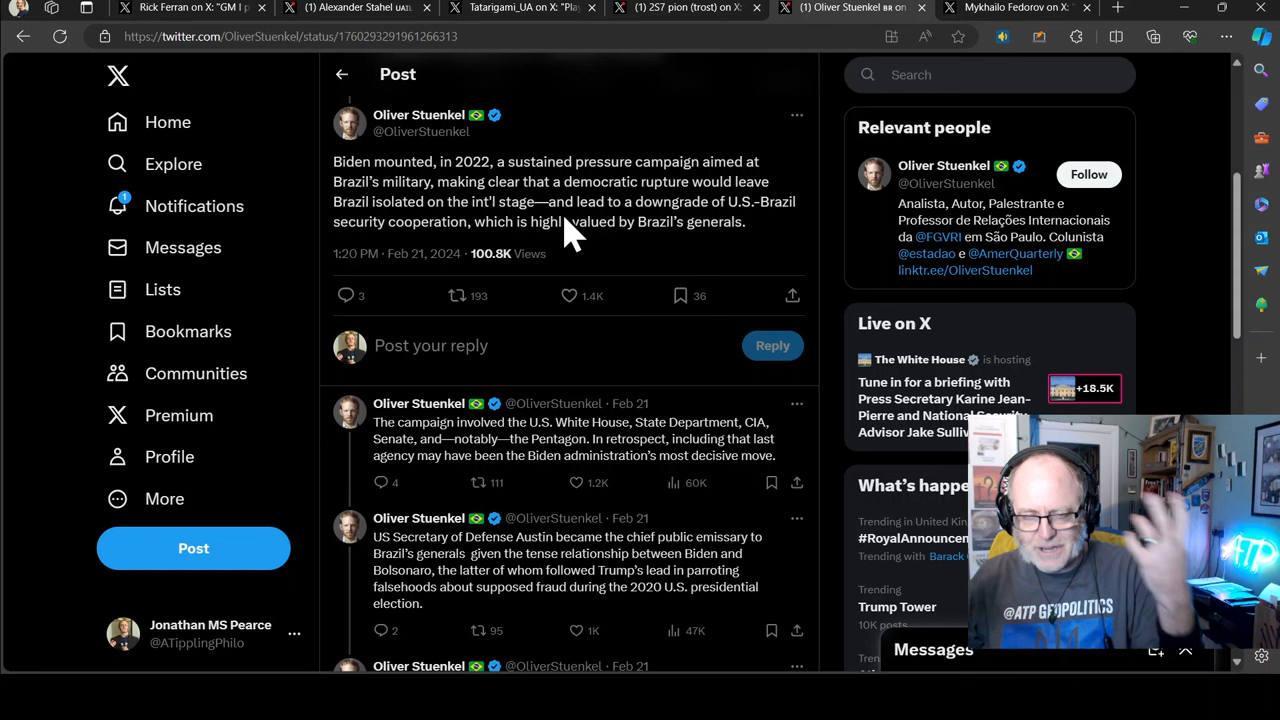 Rick Ferran on X: "GM I p
(1) Alexander Stahel
Tatarigami_UA on X: "Pla
(1) 2S7 pion (трost) on X:
(1) Oliver Stuenkel BR on
Mykhailo Fedorov on X: "
https://twitter.com/OliverStuenkel/status/1760293291961266313
Post
Search
Home
Explore
1
Notifications
Messages
Lists
Bookmarks
Communities
Premium
Profile
More
Post
Jonathan MS Pearce
@ATipplingPhilo
Oliver Stuenkel
@OliverStuenkel
Biden mounted, in 2022, a sustained pressure campaign aimed at
Brazil’s military, making clear that a democratic rupture would leave
Brazil isolated on the int'l stage—and lead to a downgrade of U.S.-Brazil
security cooperation, which is highly valued by Brazil’s generals.
1:20 PM · Feb 21, 2024 · 100.8K Views
3
193
1.4K
36
Post your reply
Reply
Oliver Stuenkel @OliverStuenkel · Feb 21
The campaign involved the U.S. White House, State Department, CIA,
Senate, and—notably—the Pentagon. In retrospect, including that last
agency may have been the Biden administration’s most decisive move.
4
111
1.2K
60K
Oliver Stuenkel @OliverStuenkel · Feb 21
US Secretary of Defense Austin became the chief public emissary to
Brazil’s generals given the tense relationship between Biden and
Bolsonaro, the latter of whom followed Trump’s lead in parroting
falsehoods about supposed fraud during the 2020 U.S. presidential
election.
2
95
1K
47K
Oliver Stuenkel @OliverStuenkel · Feb 21
Relevant people
Oliver Stuenkel
@OliverStuenkel
Follow
Analista, Autor, Palestrante e
Professor de Relações Internacionais
da @FGVRI em São Paulo. Colunista
@estadao e @AmerQuarterly
linktr.ee/OliverStuenkel
Live on X
The White House is hosting
Tune in for a briefing with
Press Secretary Karine Jean-
Pierre and National Security
Advisor Jake Sulliv
+18.5K
What’s happe
Trending in United Kin
#RoyalAnnouncem
Trending with Barack
Trending
Trump Tower
10K posts
Trend
Messages
@ATP GEOPOLITICS
ATP